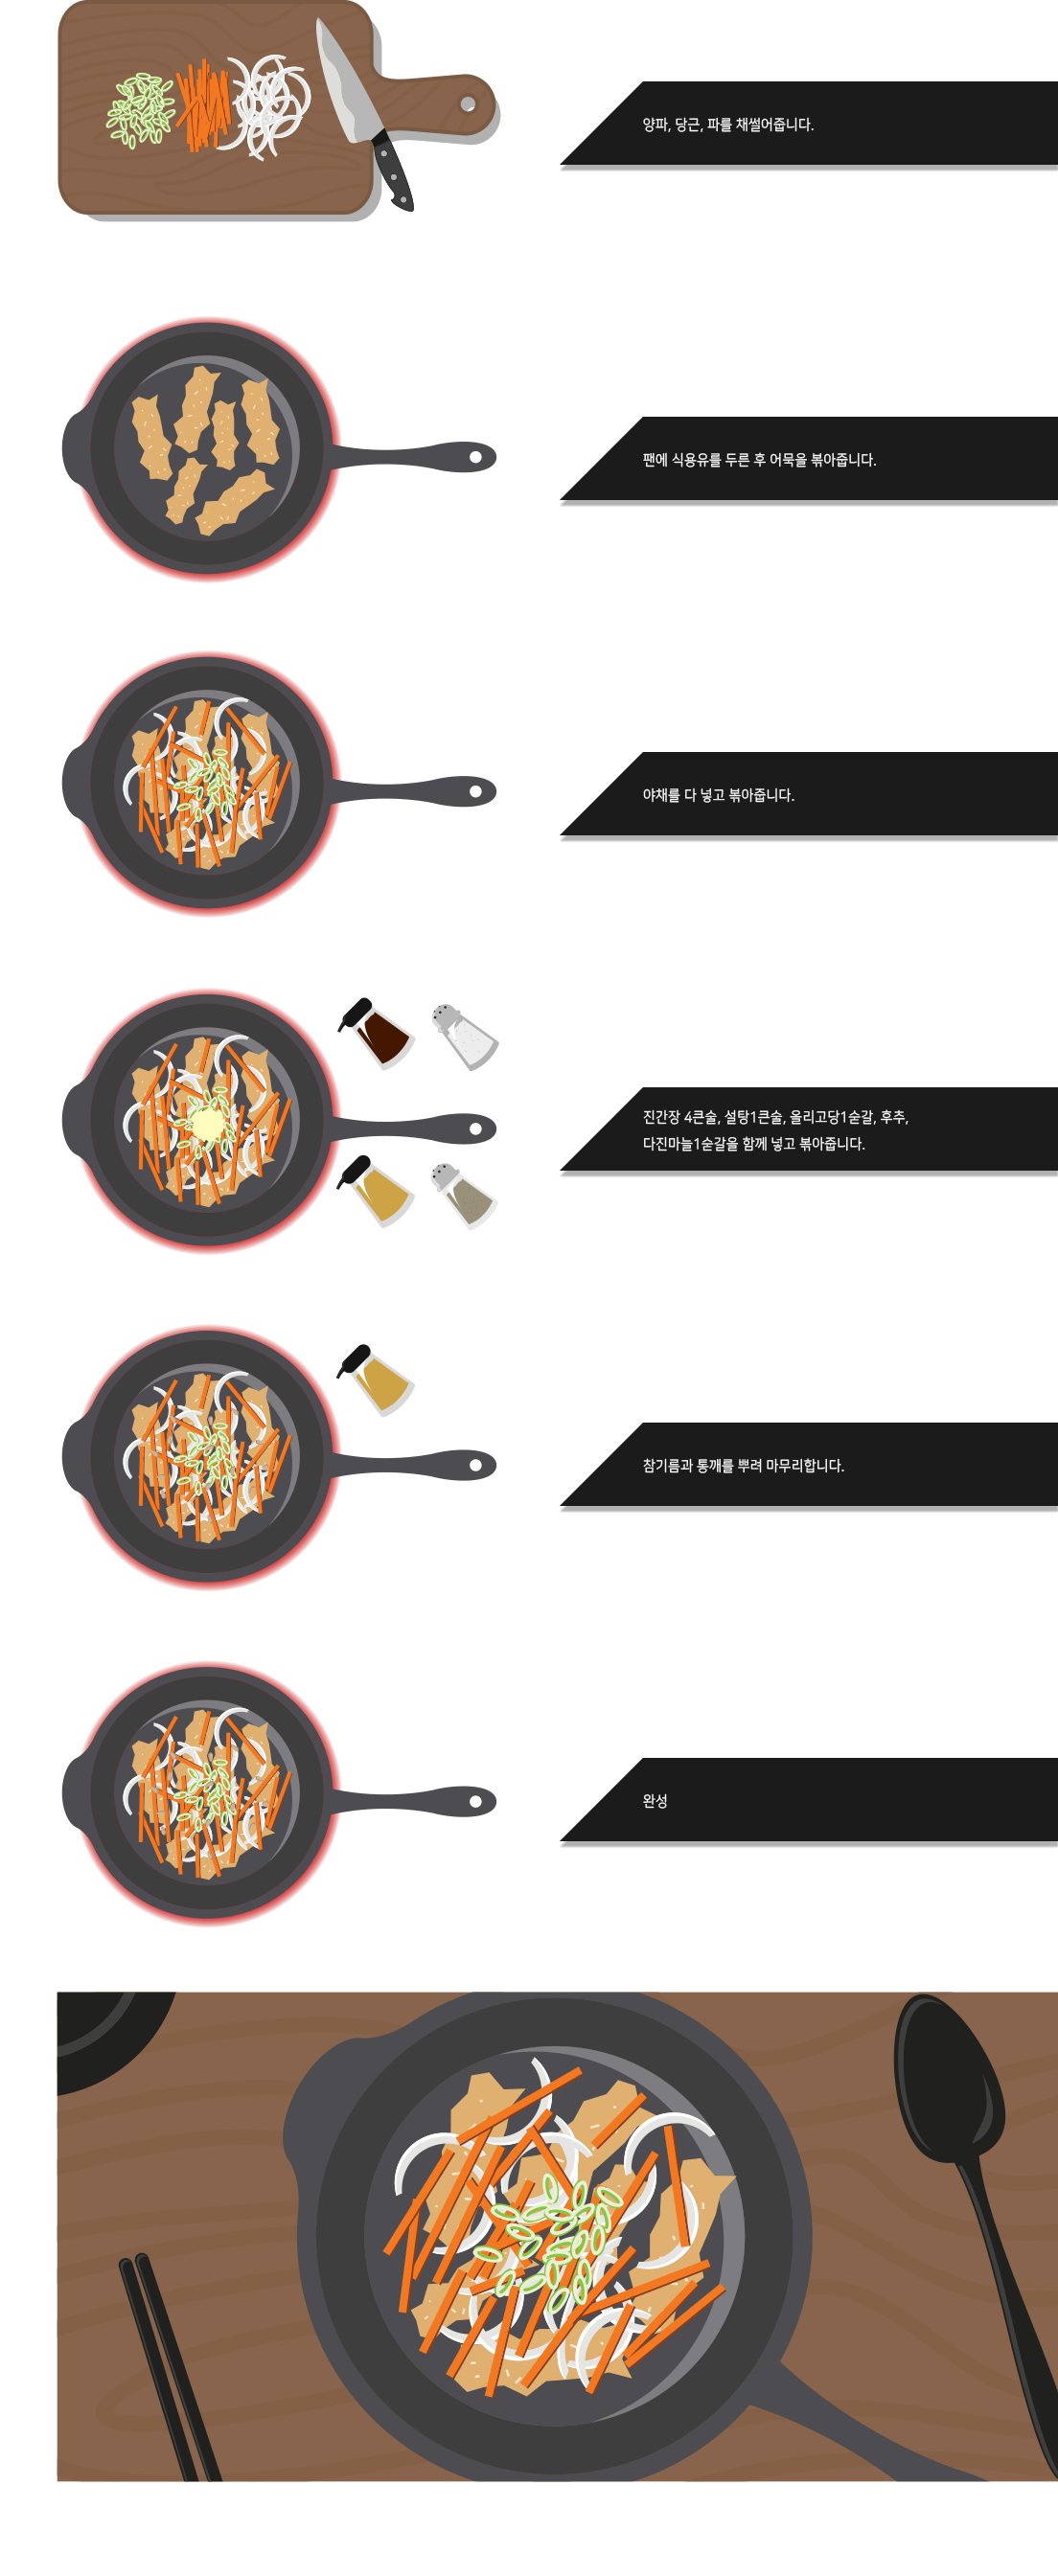 양파, 당근, 파를 채썰어줍니다.
팬에 식용유를 두른 후 어묵을 볶아줍니다.
야채를 다 넣고 볶아줍니다.
진간장 4큰술, 설탕1큰술, 올리고당1숟갈, 후추,
다진마늘1숟갈을 함께 넣고 볶아줍니다.
참기름과 통깨를 뿌려 마무리합니다.
완성